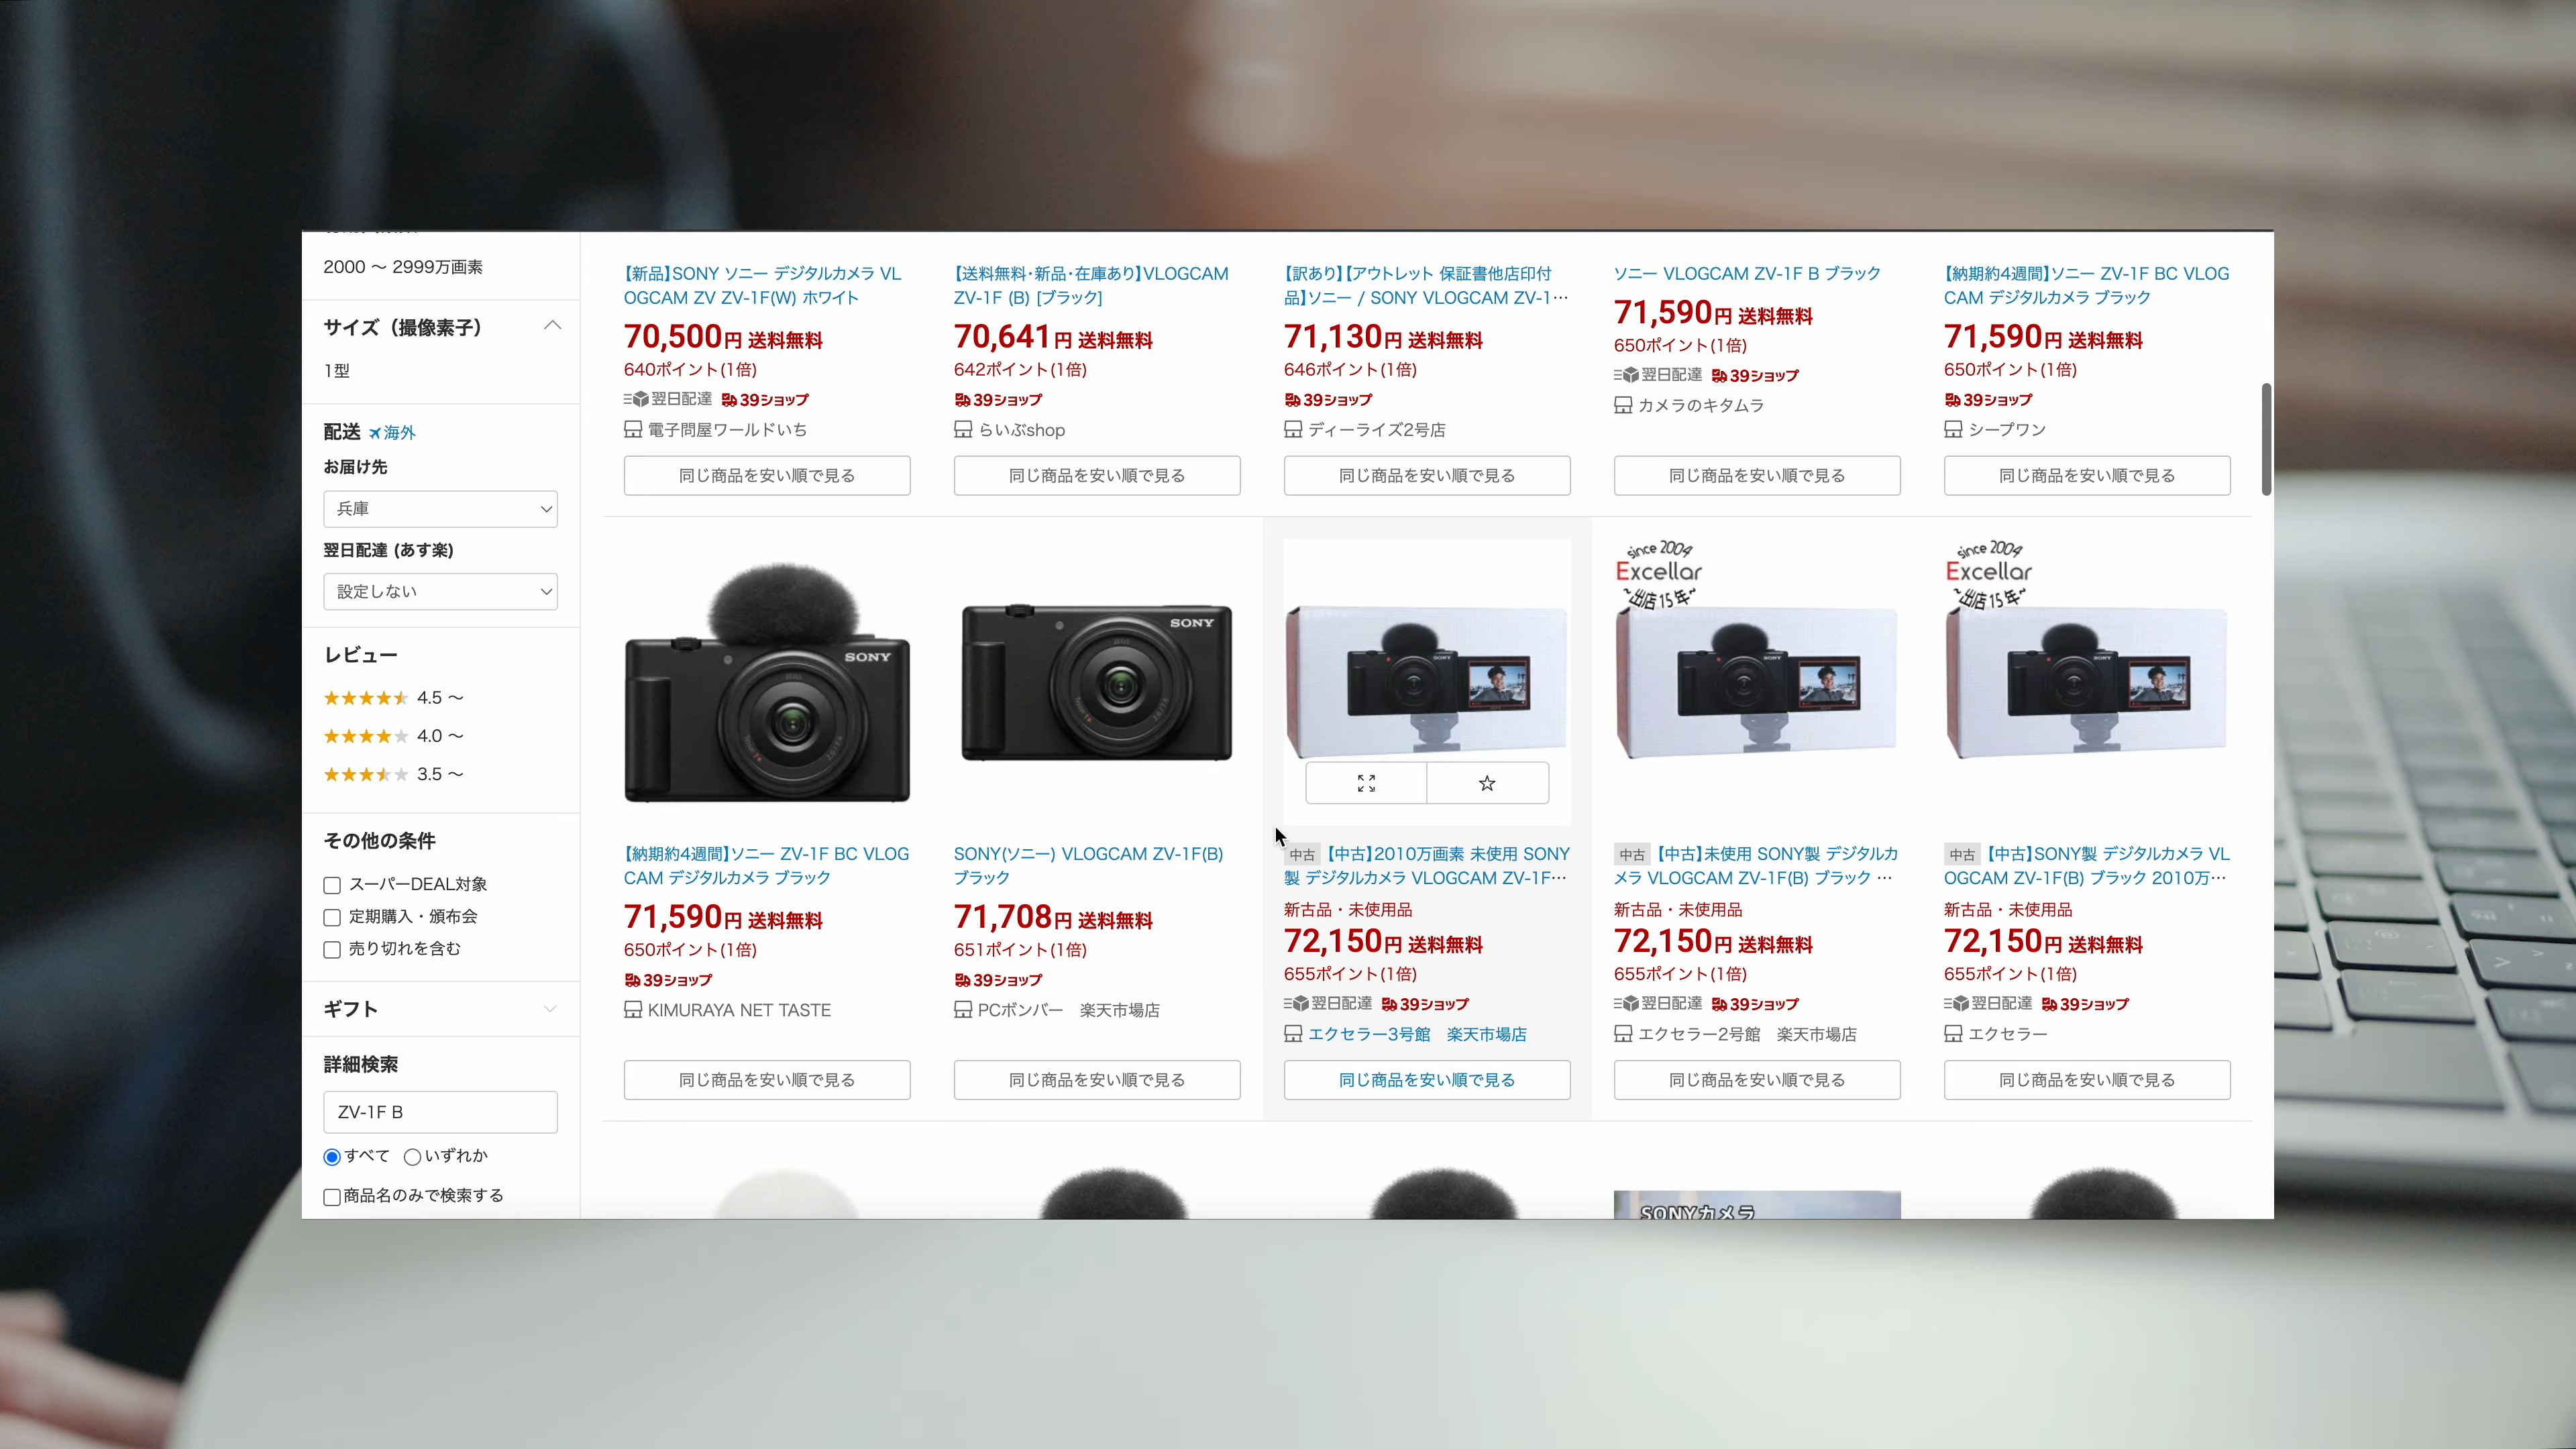 2000 〜 2999万画素
サイズ（撮像素子）
1型
配送 海外
お届け先
兵庫
翌日配達 (あす楽)
設定しない
レビュー
4.5 〜
4.0 〜
3.5 〜
その他の条件
スーパーDEAL対象
定期購入・頒布会
売り切れを含む
ギフト
詳細検索
ZV-1F B
すべて いずれか
商品名のみで検索する
【新品】SONY ソニー デジタルカメラ VL
OGCAM ZV ZV-1F(W) ホワイト
70,500円 送料無料
640ポイント(1倍)
翌日配達 39ショップ
電子問屋ワールドいち
同じ商品を安い順で見る
【送料無料･新品･在庫あり】VLOGCAM
ZV-1F (B) [ブラック]
70,641円 送料無料
642ポイント(1倍)
39ショップ
らいぶshop
同じ商品を安い順で見る
【訳あり】【アウトレット 保証書他店印付
品】ソニー / SONY VLOGCAM ZV-1…
71,130円 送料無料
646ポイント(1倍)
39ショップ
ディーライズ2号店
同じ商品を安い順で見る
ソニー VLOGCAM ZV-1F B ブラック
71,590円 送料無料
650ポイント(1倍)
翌日配達 39ショップ
カメラのキタムラ
同じ商品を安い順で見る
【納期約4週間】ソニー ZV-1F BC VLOG
CAM デジタルカメラ ブラック
71,590円 送料無料
650ポイント(1倍)
39ショップ
シープワン
同じ商品を安い順で見る
SONY
【納期約4週間】ソニー ZV-1F BC VLOG
CAM デジタルカメラ ブラック
71,590円 送料無料
650ポイント(1倍)
39ショップ
KIMURAYA NET TASTE
同じ商品を安い順で見る
SONY
SONY(ソニー) VLOGCAM ZV-1F(B)
ブラック
71,708円 送料無料
651ポイント(1倍)
39ショップ
PCボンバー　楽天市場店
同じ商品を安い順で見る
中古 【中古】2010万画素 未使用 SONY
製 デジタルカメラ VLOGCAM ZV-1F…
新古品・未使用品
72,150円 送料無料
655ポイント(1倍)
翌日配達 39ショップ
エクセラー3号館　楽天市場店
同じ商品を安い順で見る
since 2004
Excellar
出店15年
中古 【中古】未使用 SONY製 デジタルカ
メラ VLOGCAM ZV-1F(B) ブラック …
新古品・未使用品
72,150円 送料無料
655ポイント(1倍)
翌日配達 39ショップ
エクセラー2号館　楽天市場店
同じ商品を安い順で見る
since 2004
Excellar
出店15年
中古 【中古】SONY製 デジタルカメラ VL
OGCAM ZV-1F(B) ブラック 2010万…
新古品・未使用品
72,150円 送料無料
655ポイント(1倍)
翌日配達 39ショップ
エクセラー
同じ商品を安い順で見る
SONYカメラ